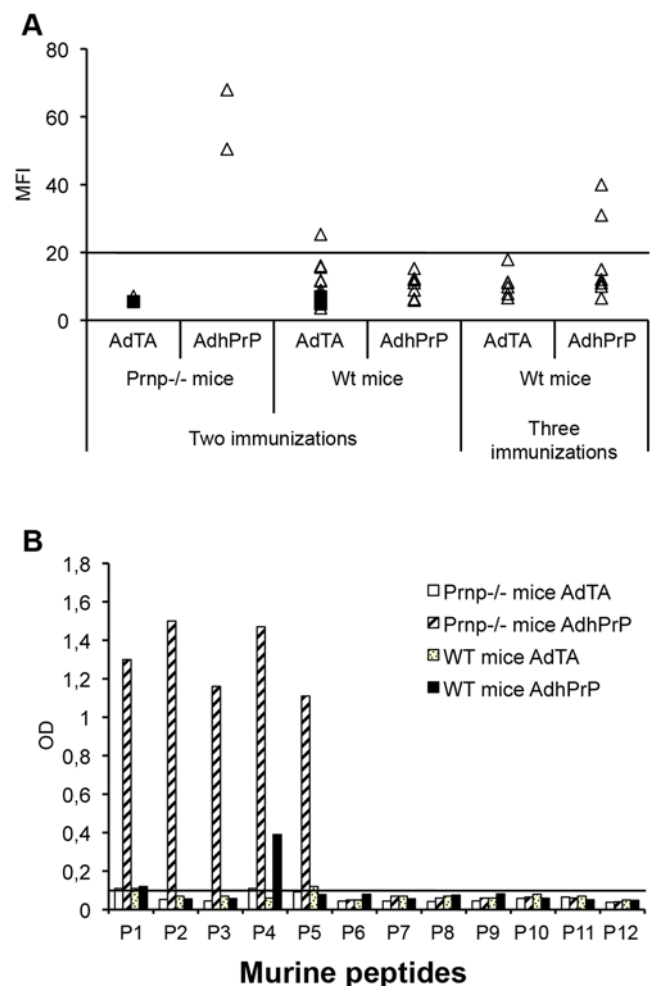 A
80
60
40
20
0
MFI
AdTA AdhPrP AdTA AdhPrP AdTA AdhPrP
Prnp-/- mice Wt mice Wt mice
Two immunizations Three
immunizations
B
1,8
1,6
1,4
1,2
1
0,8
0,6
0,4
0,2
0
OD
Prnp-/- mice AdTA
Prnp-/- mice AdhPrP
WT mice AdTA
WT mice AdhPrP
P1 P2 P3 P4 P5 P6 P7 P8 P9 P10 P11 P12
Murine peptides